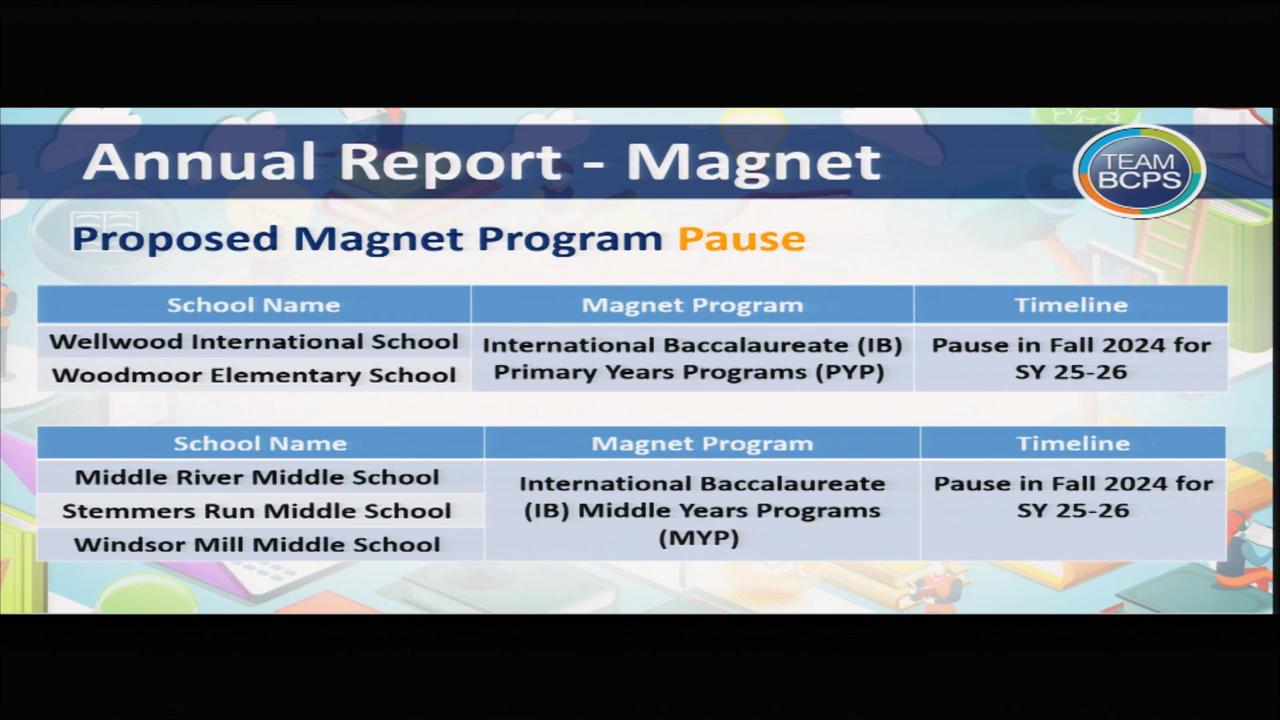 Annual Report - Magnet
TEAM
BCPS
Proposed Magnet Program Pause
School Name Magnet Program Timeline
Wellwood International School
Woodmoor Elementary School
International Baccalaureate (IB)
Primary Years Programs (PYP)
Pause in Fall 2024 for
SY 25-26
School Name Magnet Program Timeline
Middle River Middle School
Stemmers Run Middle School
Windsor Mill Middle School
International Baccalaureate
(IB) Middle Years Programs
(MYP)
Pause in Fall 2024 for
SY 25-26